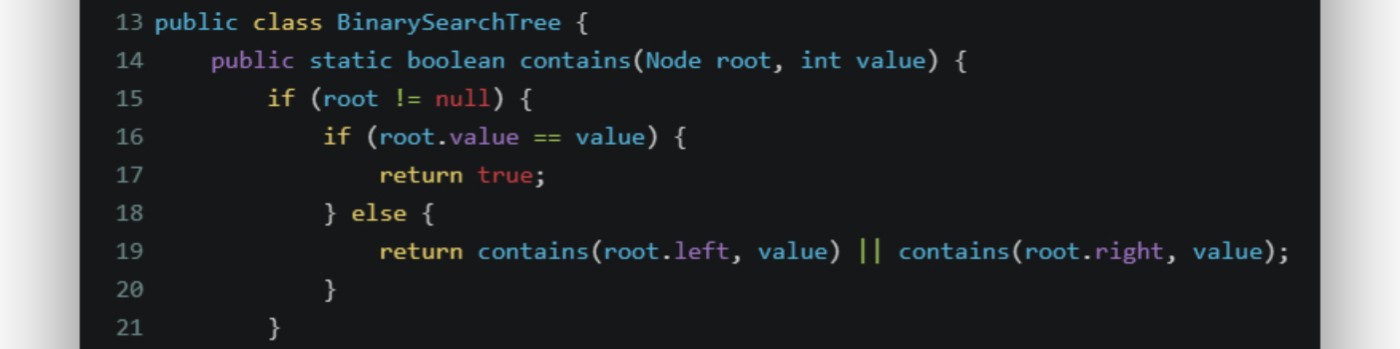 13 public class BinarySearchTree {
14     public static boolean contains(Node root, int value) {
15         if (root != null) {
16             if (root.value == value) {
17                 return true;
18             } else {
19                 return contains(root.left, value) || contains(root.right, value);
20             }
21         }